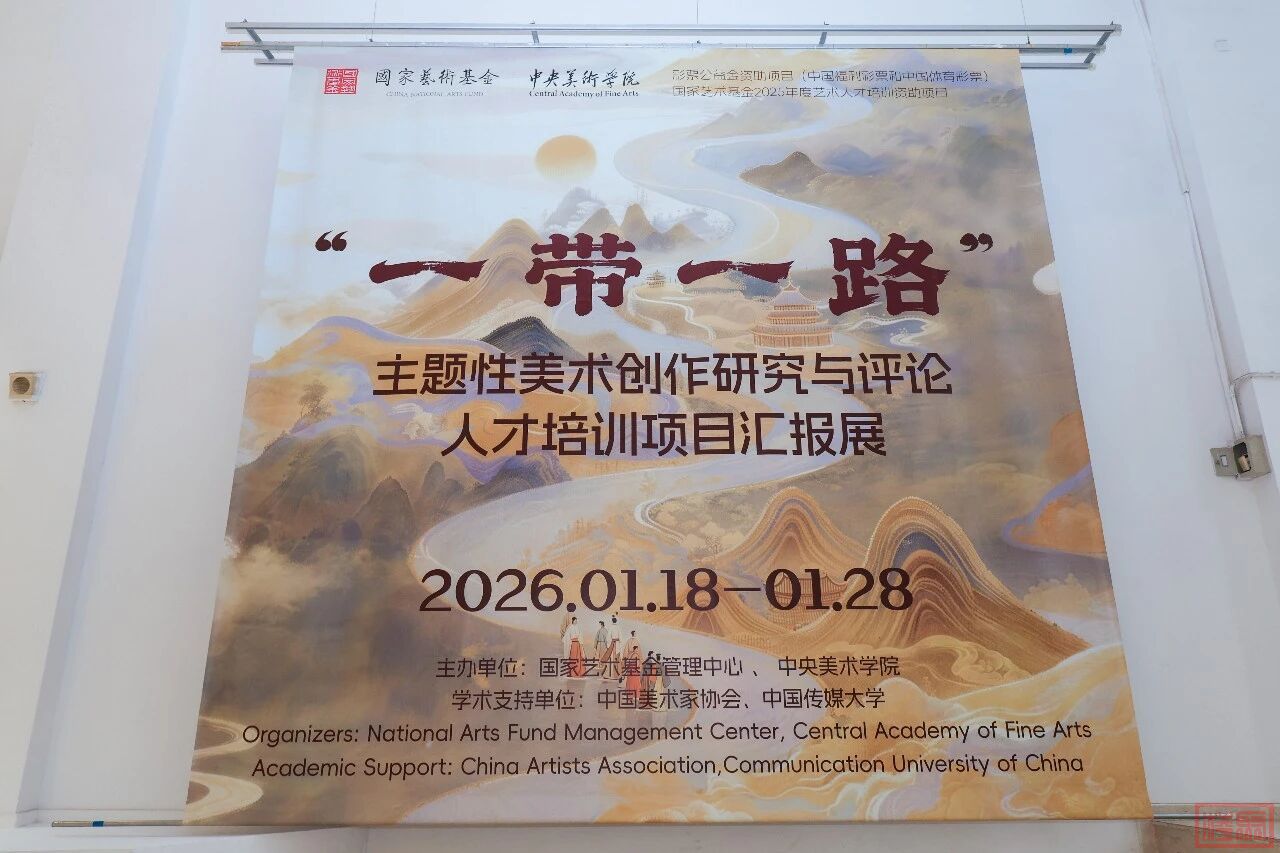 國家藝術基金
CHINA NATIONAL ARTS FUND
中央美術學院
Central Academy of Fine Arts
彩票公益金资助项目（中国福利彩票和中国体育彩票）
国家艺术基金2025年度艺术人才培训资助项目
“一带一路”
主题性美术创作研究与评论
人才培训项目汇报展
2026.01.18—01.28
主办单位：国家艺术基金管理中心、中央美术学院
学术支持单位：中国美术家协会、中国传媒大学
Organizers: National Arts Fund Management Center, Central Academy of Fine Arts
Academic Support: China Artists Association,Communication University of China